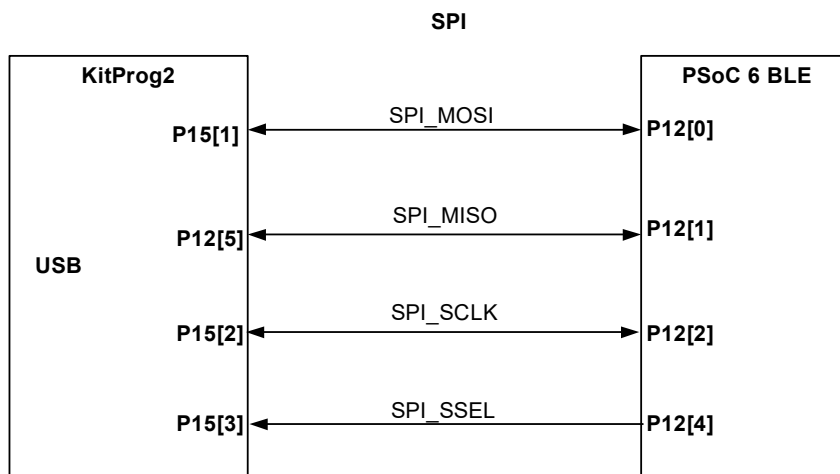 SPI
KitProg2
PSoC 6 BLE
P15[1]
SPI_MOSI
P12[0]
P12[5]
SPI_MISO
P12[1]
USB
P15[2]
SPI_SCLK
P12[2]
P15[3]
SPI_SSEL
P12[4]